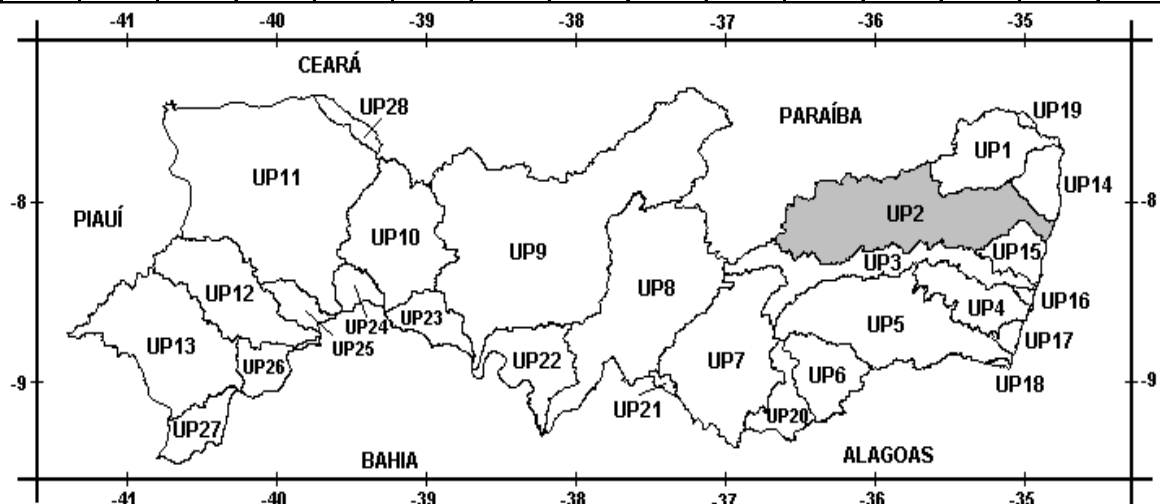 -41 -40 -39 -38 -37 -36 -35
CEARÁ
UP28
PARAÍBA
UP19
UP1
UP11
UP14
-8 -8
PIAUÍ
UP2
UP10
UP9
UP15
UP3
UP12
UP8
UP16
UP4
UP24
UP23
UP5
UP25
UP17
UP13
UP22
UP7
UP26
UP6
-9 -9
UP18
UP21
UP20
UP27
BAHIA
ALAGOAS
-41 -40 -39 -38 -37 -36 -35